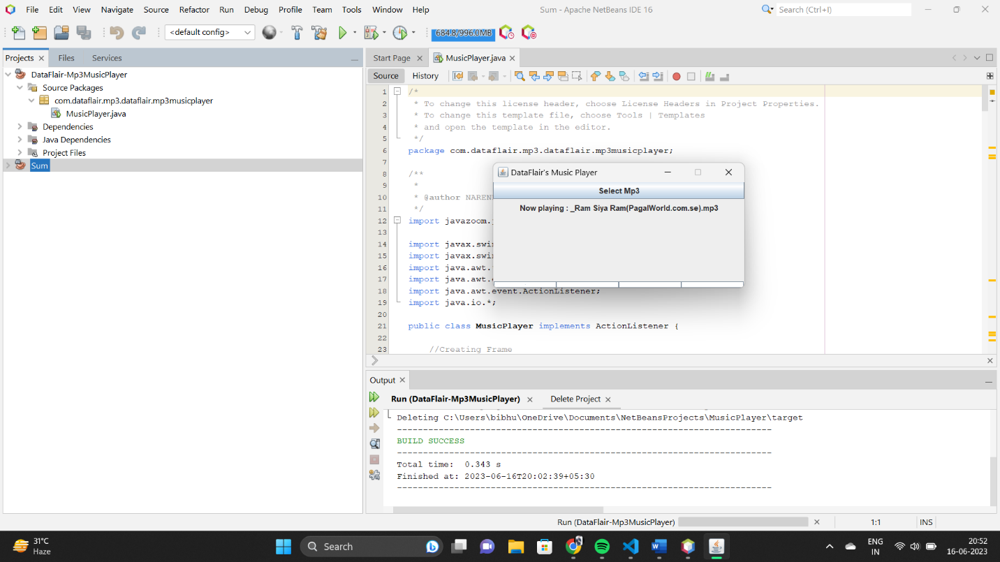 File Edit View Navigate Source Refactor Run Debug Profile Team Tools Window Help
Sum - Apache NetBeans IDE 16
Search (Ctrl+I)
<default config>
684.8/996.0MB
Projects Files Services
DataFlair-Mp3MusicPlayer
Source Packages
com.dataflair.mp3.dataflair.mp3musicplayer
MusicPlayer.java
Dependencies
Java Dependencies
Project Files
Sum
Start Page MusicPlayer.java
Source History
1 /*
2 * To change this license header, choose License Headers in Project Properties.
3 * To change this template file, choose Tools | Templates
4 * and open the template in the editor.
5 */
6 package com.dataflair.mp3.dataflair.mp3musicplayer;
7
8 /**
9 *
10 * @author NAREN
11 */
12 import javazoom.
13
14 import javax.swi
15 import javax.swi
16 import java.awt.
17 import java.awt.
18 import java.awt.event.ActionListener;
19 import java.io.*;
20
21 public class MusicPlayer implements ActionListener {
22
23 //Creating Frame
DataFlair's Music Player
Select Mp3
Now playing : _Ram Siya Ram(PagalWorld.com.se).mp3
Output
Run (DataFlair-Mp3MusicPlayer) Delete Project
Deleting C:\Users\bibhu\OneDrive\Documents\NetBeansProjects\MusicPlayer\target
------------------------------------------------------------------------
BUILD SUCCESS
------------------------------------------------------------------------
Total time:  0.343 s
Finished at: 2023-06-16T20:02:39+05:30
------------------------------------------------------------------------
Run (DataFlair-Mp3MusicPlayer)
1:1 INS
31°C
Haze
Search
ENG
IN
20:52
16-06-2023